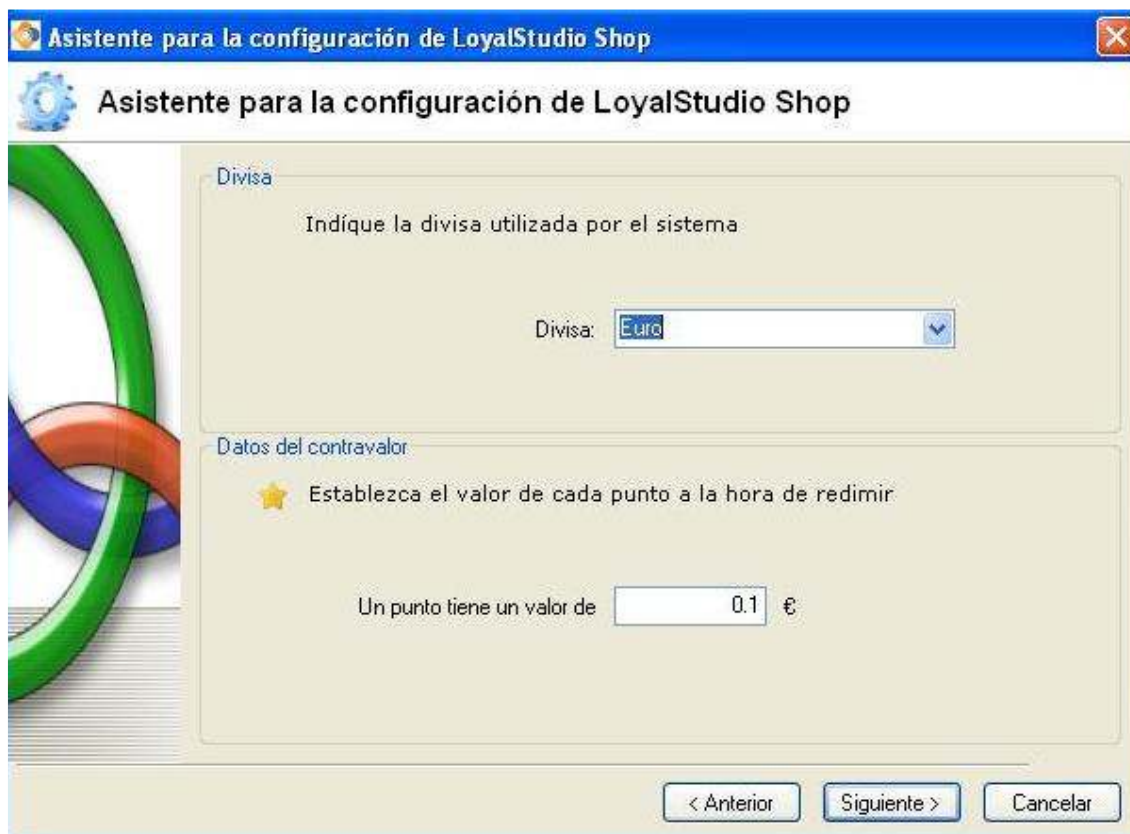 Asistente para la configuración de LoyalStudio Shop
Asistente para la configuración de LoyalStudio Shop
Divisa
Indíque la divisa utilizada por el sistema
Divisa: Euro
Datos del contravalor
Establezca el valor de cada punto a la hora de redimir
Un punto tiene un valor de 0.1 €
< Anterior Siguiente > Cancelar